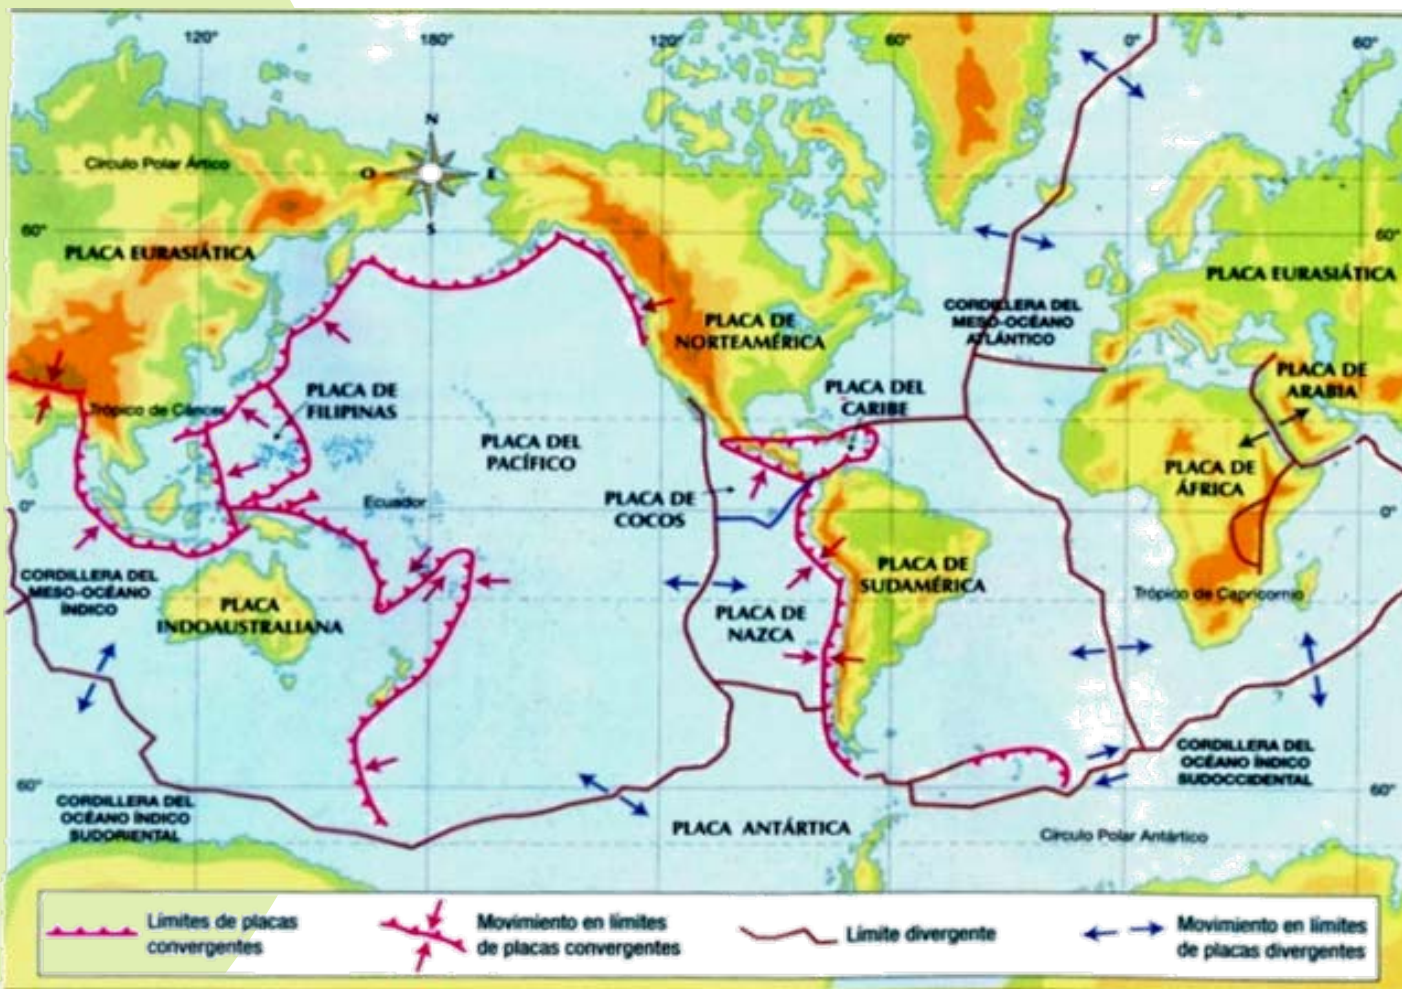 120°
180°
120°
60°
0°
60°
N
Círculo Polar Ártico
O
E
S
60°
60°
PLACA EURASIÁTICA
PLACA EURASIÁTICA
CORDILLERA DEL
MESO-OCÉANO
ATLÁNTICO
PLACA DE
NORTEAMÉRICA
PLACA DE
ARABIA
PLACA DE
FILIPINAS
PLACA DEL
CARIBE
Trópico de Cáncer
PLACA DEL
PACÍFICO
PLACA DE
ÁFRICA
PLACA DE
COCOS
Ecuador
0°
0°
CORDILLERA DEL
MESO-OCÉANO
ÍNDICO
PLACA
INDOAUSTRALIANA
PLACA DE
SUDAMÉRICA
PLACA DE
NAZCA
Trópico de Capricornio
CORDILLERA DEL
OCÉANO ÍNDICO
SUDOCCIDENTAL
60°
60°
CORDILLERA DEL
OCÉANO ÍNDICO
SUDORIENTAL
PLACA ANTÁRTICA
Círculo Polar Antártico
Límites de placas
convergentes
Movimiento en límites
de placas convergentes
Límite divergente
Movimiento en límites
de placas divergentes